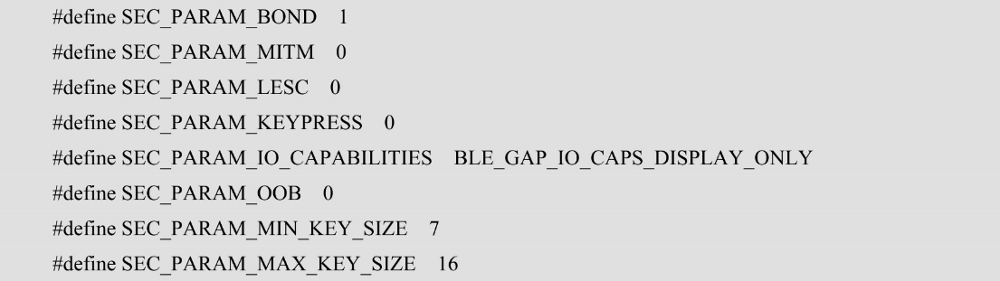 #define SEC_PARAM_BOND 1
#define SEC_PARAM_MITM 0
#define SEC_PARAM_LESC 0
#define SEC_PARAM_KEYPRESS 0
#define SEC_PARAM_IO_CAPABILITIES BLE_GAP_IO_CAPS_DISPLAY_ONLY
#define SEC_PARAM_OOB 0
#define SEC_PARAM_MIN_KEY_SIZE 7
#define SEC_PARAM_MAX_KEY_SIZE 16